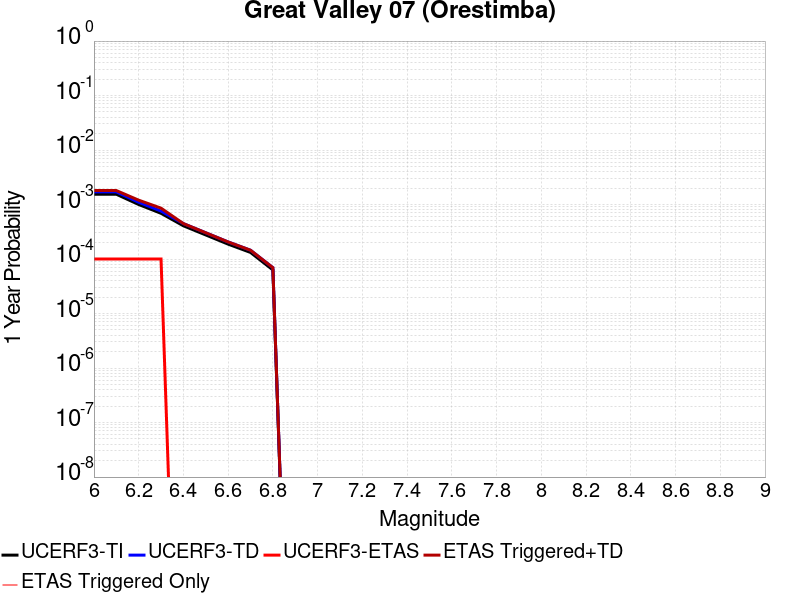 Great Valley 07 (Orestimba)
10 0
10 -1
10 -2
10 -3
10 -4
10 -5
10 -6
10 -7
10 -8
1 Year Probability
6 6.2 6.4 6.6 6.8 7 7.2 7.4 7.6 7.8 8 8.2 8.4 8.6 8.8 9
Magnitude
UCERF3-TI UCERF3-TD UCERF3-ETAS ETAS Triggered+TD
ETAS Triggered Only